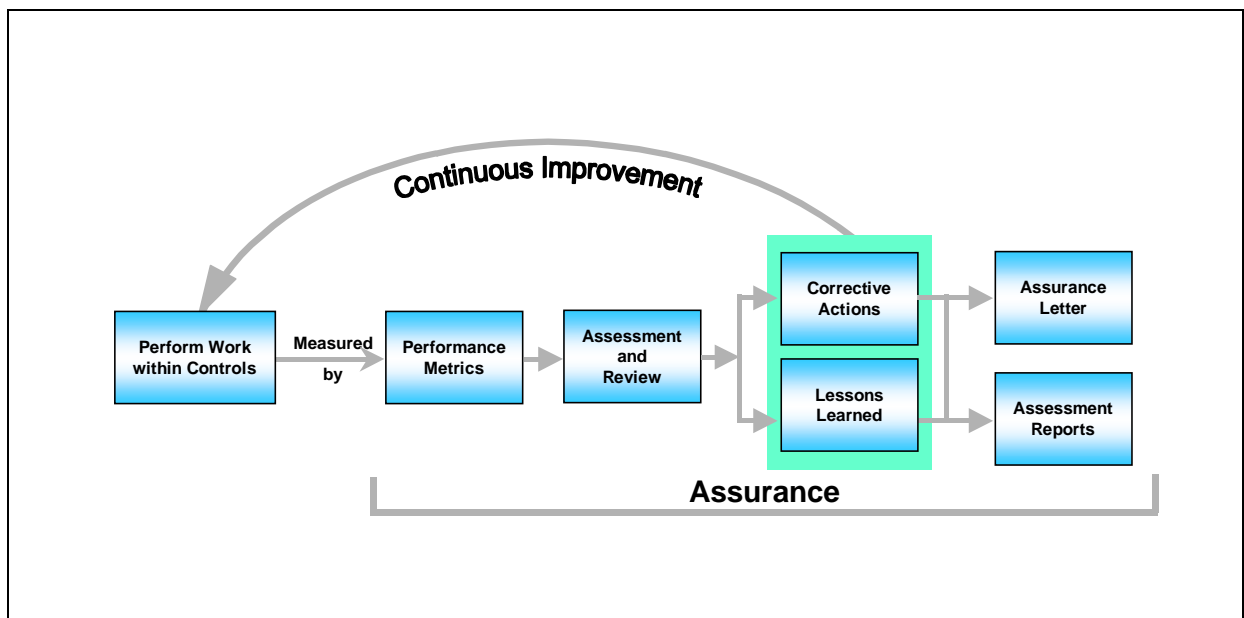 Continuous Improvement
Perform Work
within Controls
Measured
by
Performance
Metrics
Assessment
and
Review
Corrective
Actions
Lessons
Learned
Assurance
Letter
Assessment
Reports
Assurance